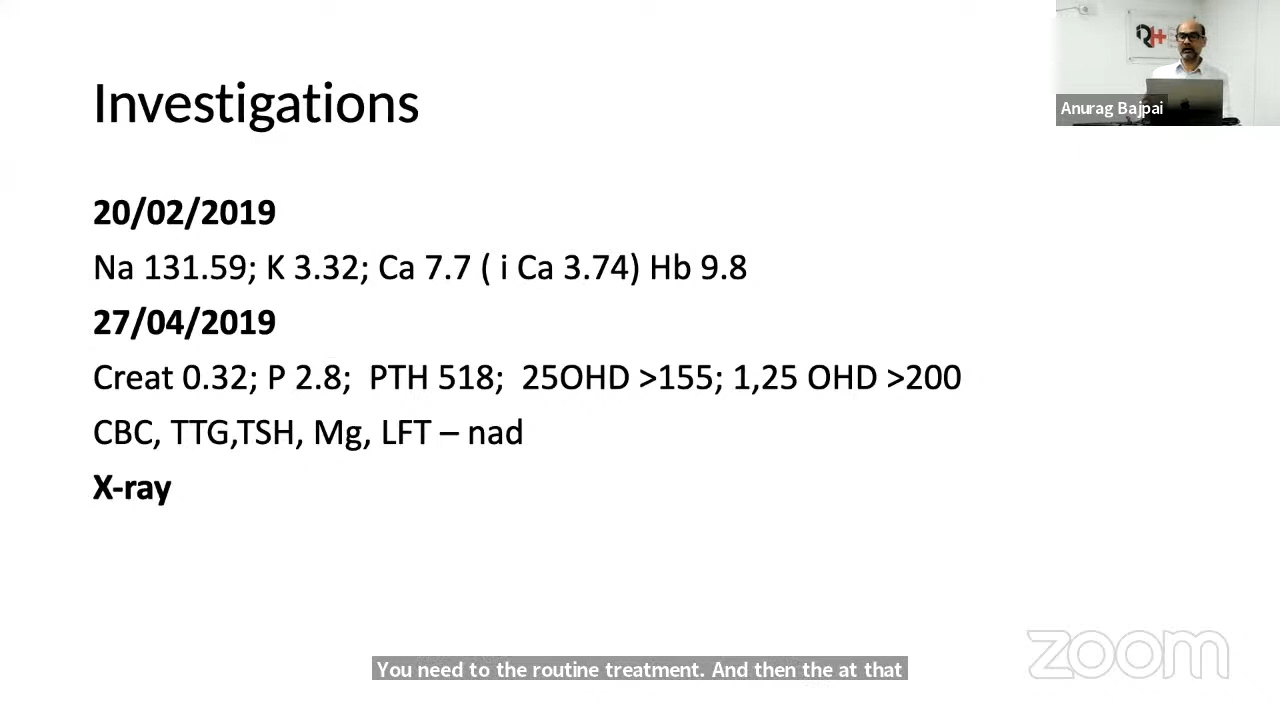 Investigations
Anurag Bajpai
20/02/2019
Na 131.59; K 3.32; Ca 7.7 ( i Ca 3.74) Hb 9.8
27/04/2019
Creat 0.32; P 2.8; PTH 518; 25OHD >155; 1,25 OHD >200
CBC, TTG,TSH, Mg, LFT – nad
X-ray
zoom
You need to the routine treatment. And then the at that